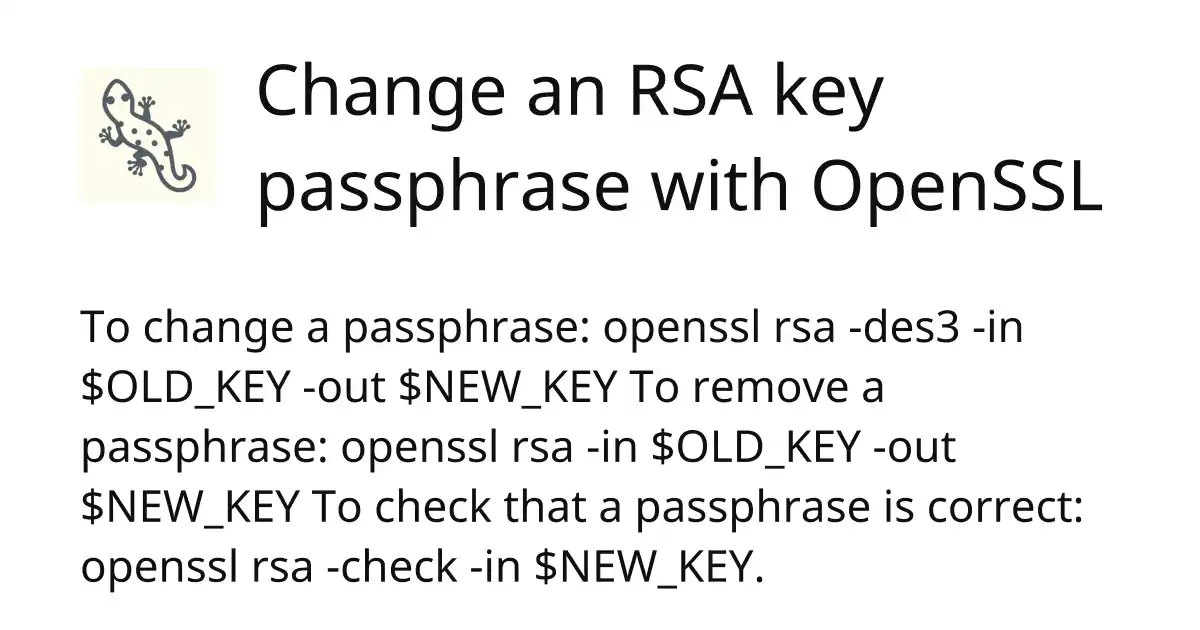 Change an RSA key
passphrase with OpenSSL
To change a passphrase: openssl rsa -des3 -in
$OLD_KEY -out $NEW_KEY To remove a
passphrase: openssl rsa -in $OLD_KEY -out
$NEW_KEY To check that a passphrase is correct:
openssl rsa -check -in $NEW_KEY.